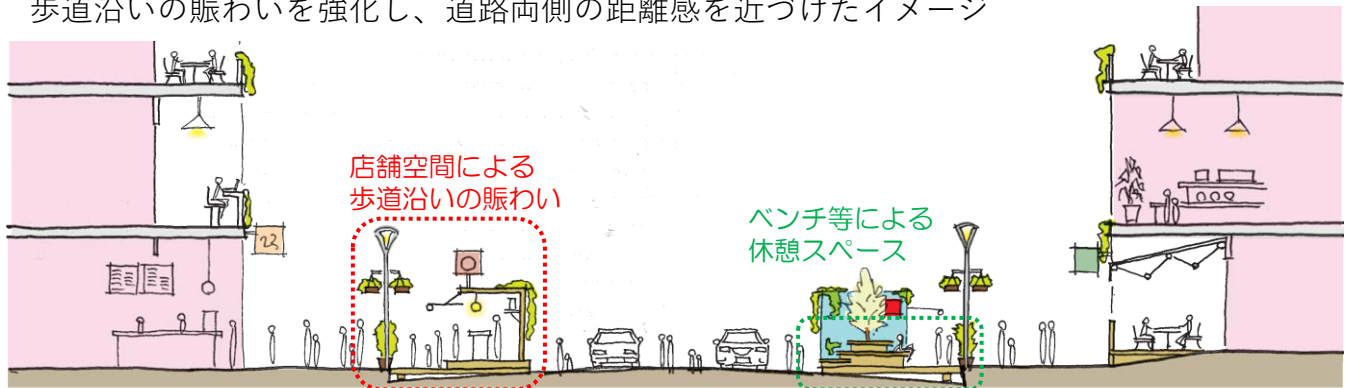 歩道沿いの賑わいを強化し、道路両側の距離感を近づけたイメージ
店舗空間による
歩道沿いの賑わい
ベンチ等による
休憩スペース
22